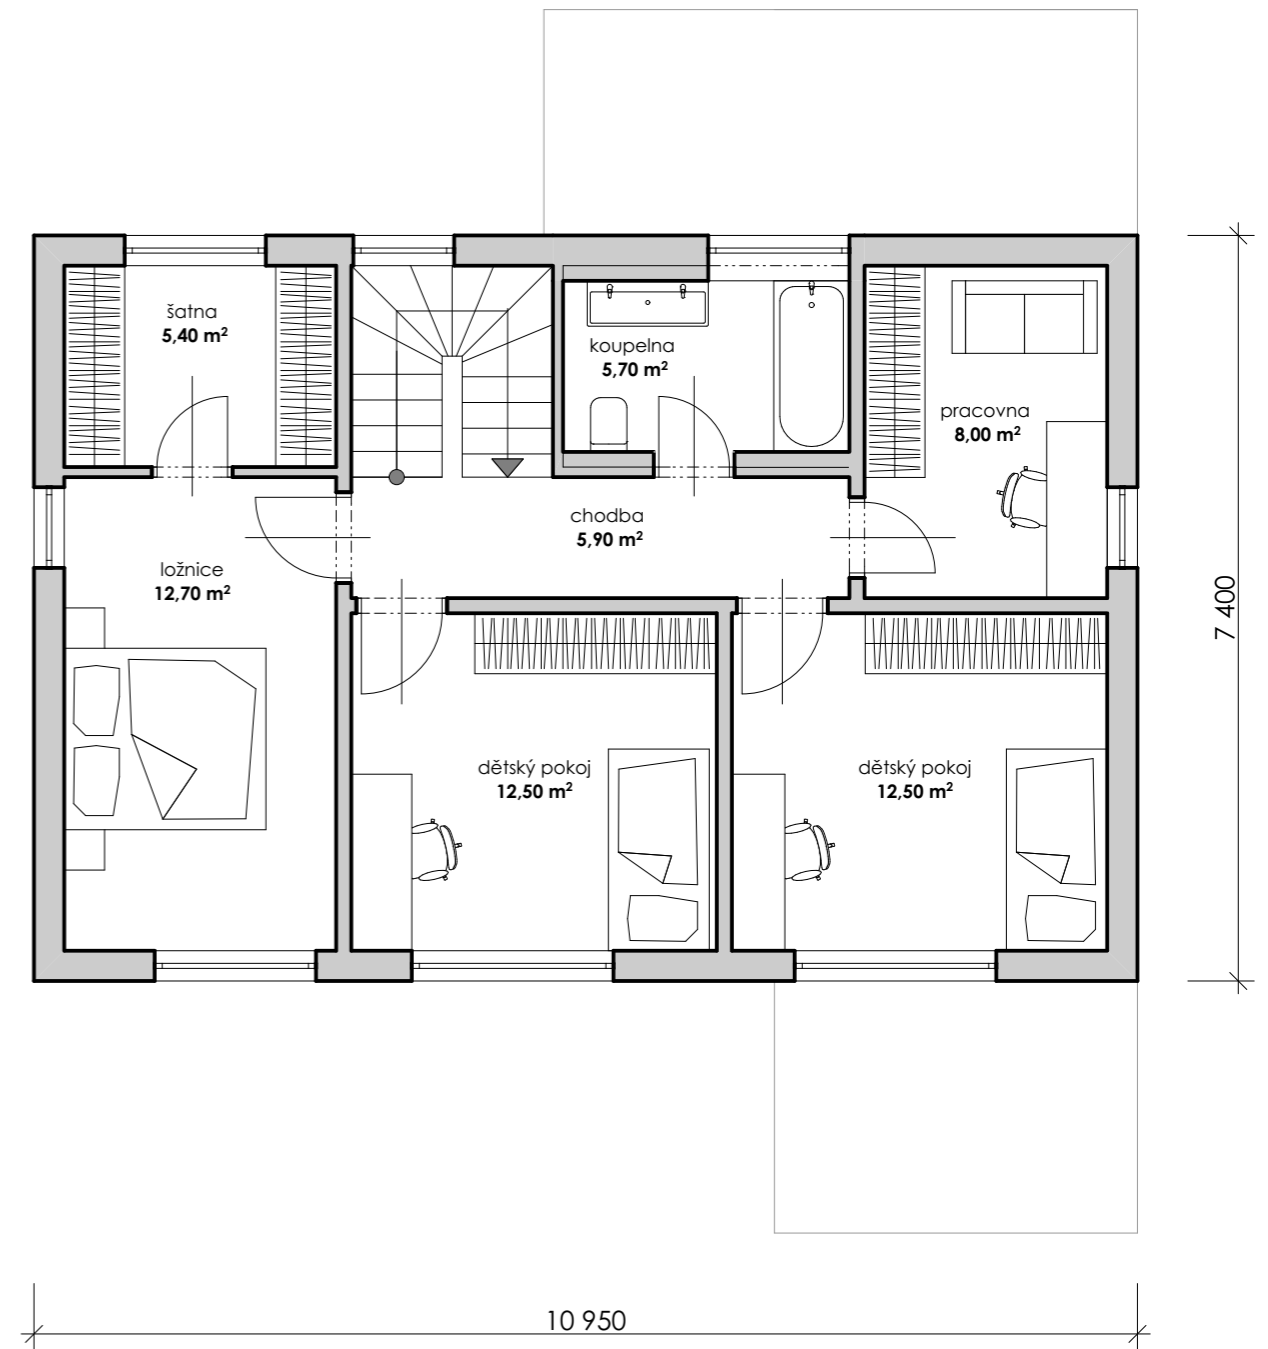 šatna
5,40 m²
koupelna
5,70 m²
pracovna
8,00 m²
chodba
5,90 m²
ložnice
12,70 m²
dětský pokoj
12,50 m²
dětský pokoj
12,50 m²
7 400
10 950